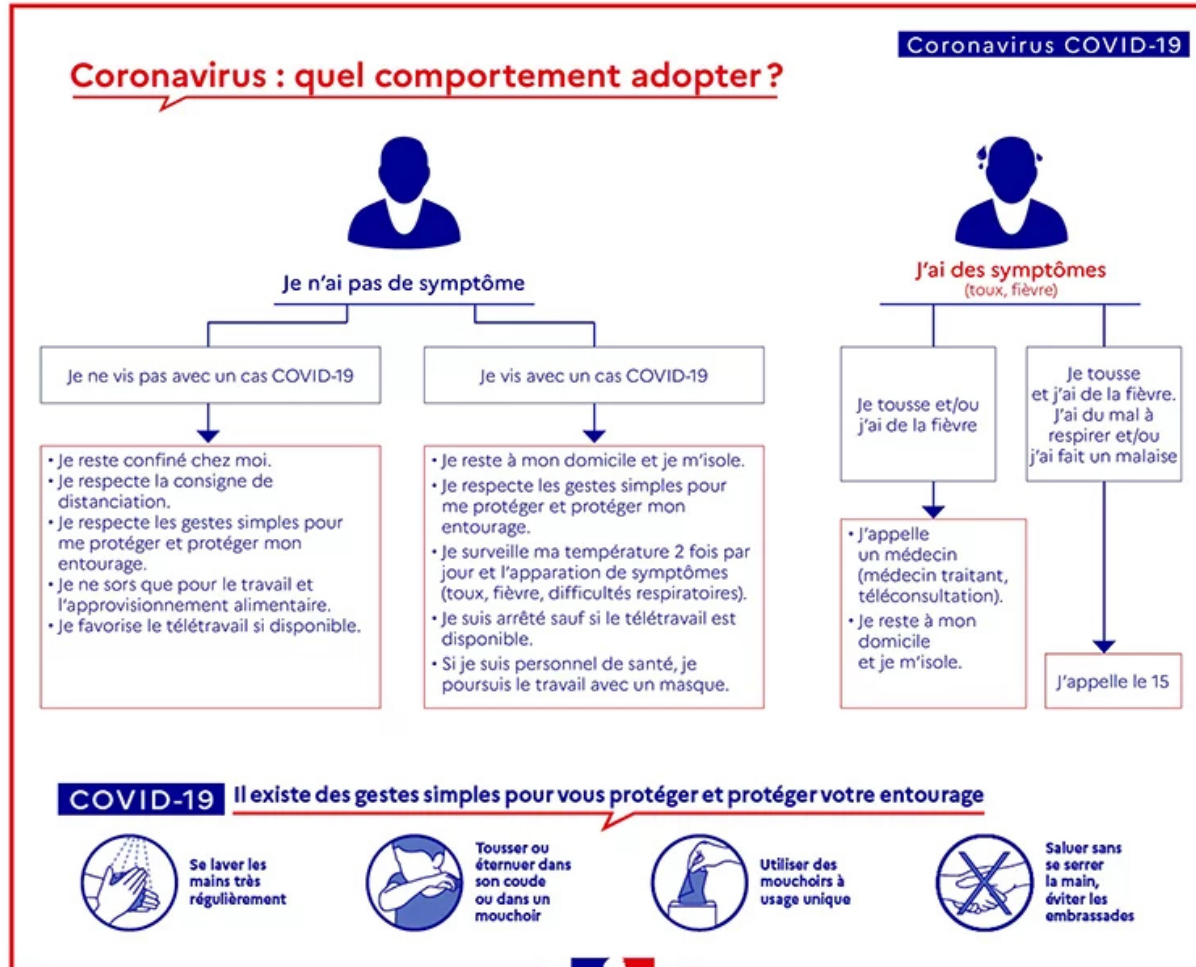 Coronavirus COVID-19
Coronavirus : quel comportement adopter ?
Je n'ai pas de symptôme
Je ne vis pas avec un cas COVID-19
• Je reste confiné chez moi.
• Je respecte la consigne de
distanciation.
• Je respecte les gestes simples pour
me protéger et protéger mon
entourage.
• Je ne sors que pour le travail et
l'approvisionnement alimentaire.
• Je favorise le télétravail si disponible.
Je vis avec un cas COVID-19
• Je reste à mon domicile et je m'isole.
• Je respecte les gestes simples pour
me protéger et protéger mon
entourage.
• Je surveille ma température 2 fois par
jour et l'apparation de symptômes
(toux, fièvre, difficultés respiratoires).
• Je suis arrêté sauf si le télétravail est
disponible.
• Si je suis personnel de santé, je
poursuis le travail avec un masque.
J'ai des symptômes
(toux, fièvre)
Je tousse et/ou
j'ai de la fièvre
• J'appelle
un médecin
(médecin traitant,
téléconsultation).
• Je reste à mon
domicile
et je m'isole.
Je tousse
et j'ai de la fièvre.
J'ai du mal à
respirer et/ou
j'ai fait un malaise
J'appelle le 15
COVID-19 Il existe des gestes simples pour vous protéger et protéger votre entourage
Se laver les
mains très
régulièrement
Tousser ou
éternuer dans
son coude
ou dans un
mouchoir
Utiliser des
mouchoirs à
usage unique
Saluer sans
se serrer
la main,
éviter les
embrassades